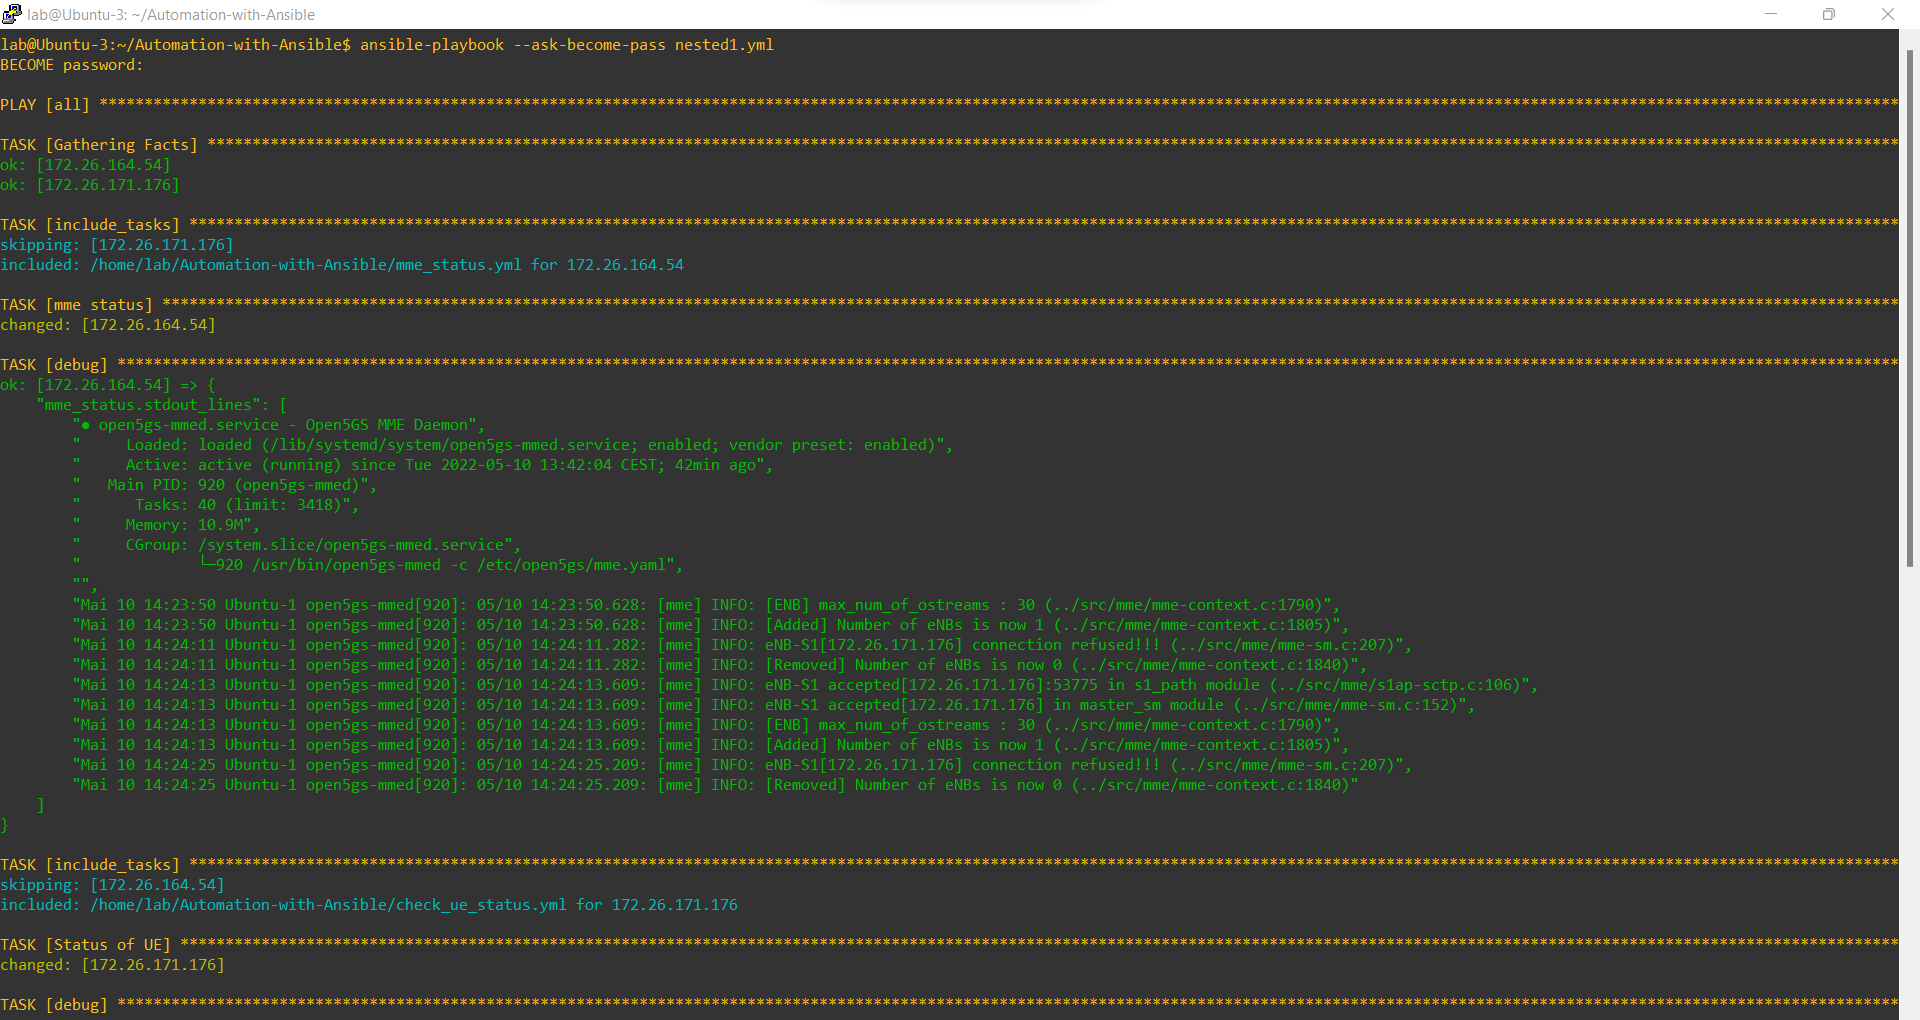 lab@Ubuntu-3: ~/Automation-with-Ansible
lab@Ubuntu-3:~/Automation-with-Ansible$ ansible-playbook --ask-become-pass nested1.yml
BECOME password:
PLAY [all] ********************************************************************************************************************************************************************************************************
TASK [Gathering Facts] ********************************************************************************************************************************************************************************************
ok: [172.26.164.54]
ok: [172.26.171.176]
TASK [include_tasks] **********************************************************************************************************************************************************************************************
skipping: [172.26.171.176]
included: /home/lab/Automation-with-Ansible/mme_status.yml for 172.26.164.54
TASK [mme status] *************************************************************************************************************************************************************************************************
changed: [172.26.164.54]
TASK [debug] ******************************************************************************************************************************************************************************************************
ok: [172.26.164.54] => {
    "mme_status.stdout_lines": [
        "● open5gs-mmed.service - Open5GS MME Daemon",
        "     Loaded: loaded (/lib/systemd/system/open5gs-mmed.service; enabled; vendor preset: enabled)",
        "     Active: active (running) since Tue 2022-05-10 13:42:04 CEST; 42min ago",
        "   Main PID: 920 (open5gs-mmed)",
        "      Tasks: 40 (limit: 3418)",
        "     Memory: 10.9M",
        "     CGroup: /system.slice/open5gs-mmed.service",
        "             └─920 /usr/bin/open5gs-mmed -c /etc/open5gs/mme.yaml",
        "",
        "Mai 10 14:23:50 Ubuntu-1 open5gs-mmed[920]: 05/10 14:23:50.628: [mme] INFO: [ENB] max_num_of_ostreams : 30 (../src/mme/mme-context.c:1790)",
        "Mai 10 14:23:50 Ubuntu-1 open5gs-mmed[920]: 05/10 14:23:50.628: [mme] INFO: [Added] Number of eNBs is now 1 (../src/mme/mme-context.c:1805)",
        "Mai 10 14:24:11 Ubuntu-1 open5gs-mmed[920]: 05/10 14:24:11.282: [mme] INFO: eNB-S1[172.26.171.176] connection refused!!! (../src/mme/mme-sm.c:207)",
        "Mai 10 14:24:11 Ubuntu-1 open5gs-mmed[920]: 05/10 14:24:11.282: [mme] INFO: [Removed] Number of eNBs is now 0 (../src/mme/mme-context.c:1840)",
        "Mai 10 14:24:13 Ubuntu-1 open5gs-mmed[920]: 05/10 14:24:13.609: [mme] INFO: eNB-S1 accepted[172.26.171.176]:53775 in s1_path module (../src/mme/s1ap-sctp.c:106)",
        "Mai 10 14:24:13 Ubuntu-1 open5gs-mmed[920]: 05/10 14:24:13.609: [mme] INFO: eNB-S1 accepted[172.26.171.176] in master_sm module (../src/mme/mme-sm.c:152)",
        "Mai 10 14:24:13 Ubuntu-1 open5gs-mmed[920]: 05/10 14:24:13.609: [mme] INFO: [ENB] max_num_of_ostreams : 30 (../src/mme/mme-context.c:1790)",
        "Mai 10 14:24:13 Ubuntu-1 open5gs-mmed[920]: 05/10 14:24:13.609: [mme] INFO: [Added] Number of eNBs is now 1 (../src/mme/mme-context.c:1805)",
        "Mai 10 14:24:25 Ubuntu-1 open5gs-mmed[920]: 05/10 14:24:25.209: [mme] INFO: eNB-S1[172.26.171.176] connection refused!!! (../src/mme/mme-sm.c:207)",
        "Mai 10 14:24:25 Ubuntu-1 open5gs-mmed[920]: 05/10 14:24:25.209: [mme] INFO: [Removed] Number of eNBs is now 0 (../src/mme/mme-context.c:1840)"
    ]
}
TASK [include_tasks] **********************************************************************************************************************************************************************************************
skipping: [172.26.164.54]
included: /home/lab/Automation-with-Ansible/check_ue_status.yml for 172.26.171.176
TASK [Status of UE] ***********************************************************************************************************************************************************************************************
changed: [172.26.171.176]
TASK [debug] ******************************************************************************************************************************************************************************************************